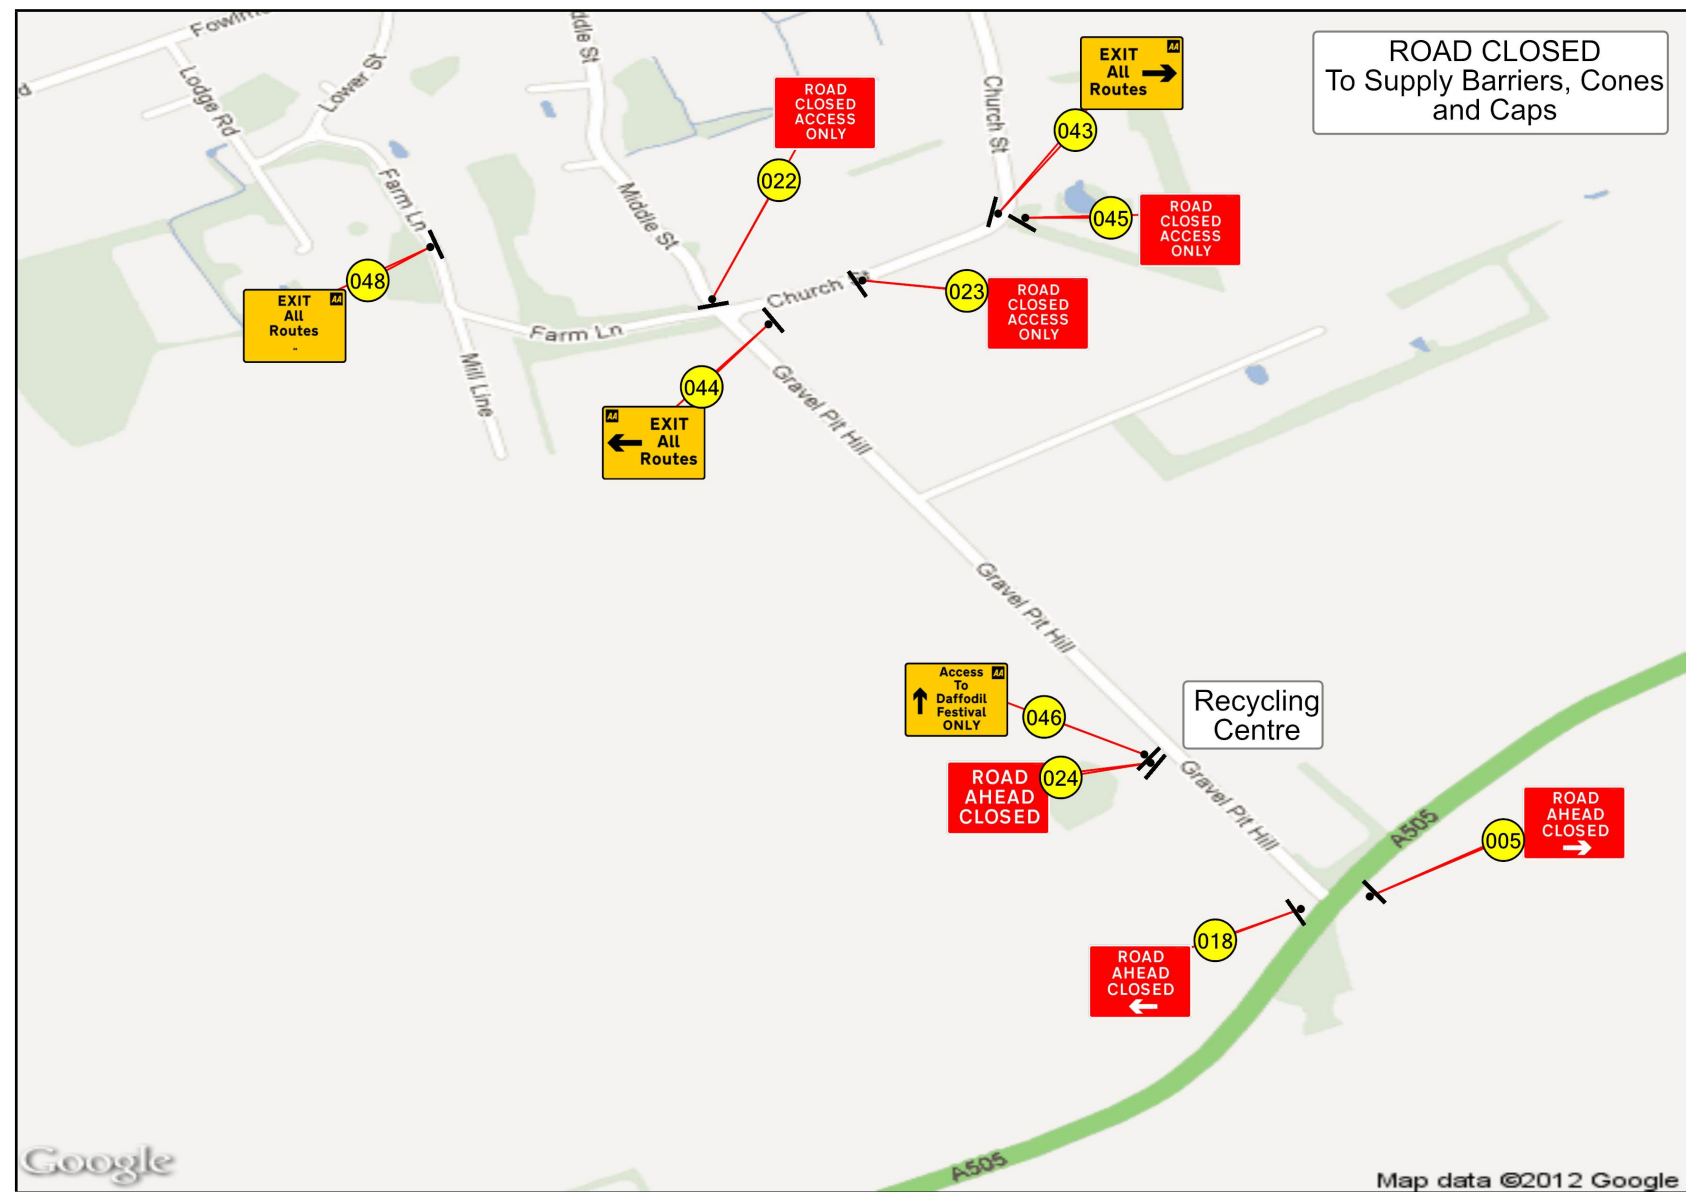 Lodge Rd
Lower St
Farm Ln
Middle St
Church St
EXIT
All
Routes
AA
ROAD CLOSED
To Supply Barriers, Cones
and Caps
ROAD
CLOSED
ACCESS
ONLY
043
022
045
ROAD
CLOSED
ACCESS
ONLY
048
EXIT
All
Routes
AA
Church
023
ROAD
CLOSED
ACCESS
ONLY
Farm Ln
Mill Line
044
AA
EXIT
All
Routes
Gravel Pit Hill
Gravel Pit Hill
Access
To
Daffodil
Festival
ONLY
AA
046
Recycling
Centre
ROAD
AHEAD
CLOSED
024
Gravel Pit Hill
A505
005
ROAD
AHEAD
CLOSED
018
ROAD
AHEAD
CLOSED
A505
Google
Map data ©2012 Google